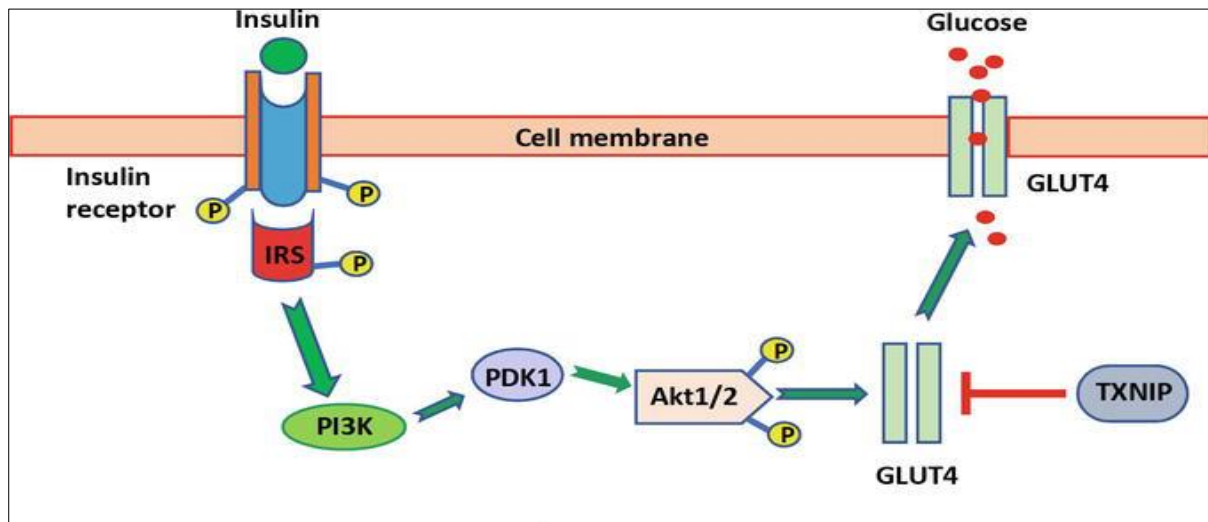 Insulin
Glucose
Cell membrane
Insulin
receptor
GLUT4
P
P
IRS
P
PDK1
P
Akt1/2
TXNIP
PI3K
P
GLUT4